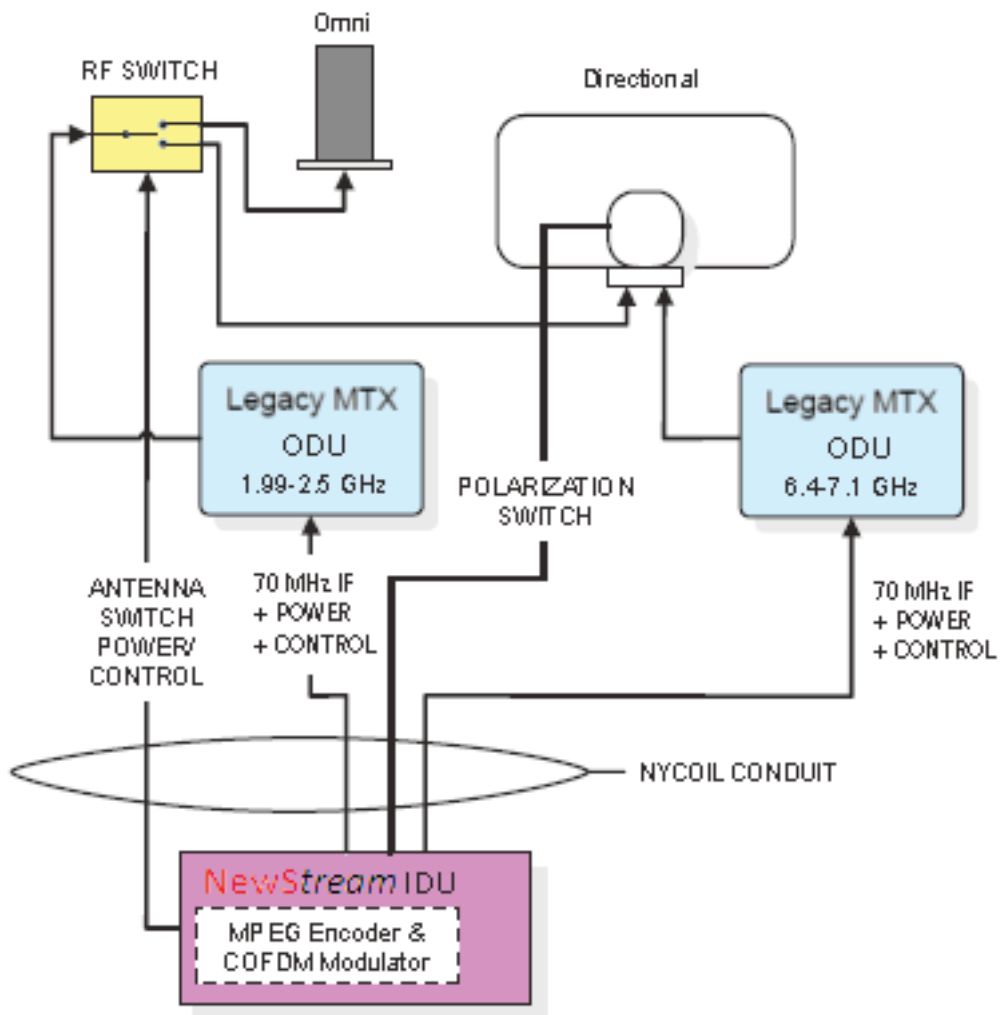 Omni
RF SWITCH
Directional
Legacy MTX
ODU
1.99-2.5 GHz
Legacy MTX
ODU
6.4-7.1 GHz
POLARIZATION
SWITCH
ANTENNA
SWITCH
POWER/
CONTROL
70 MHz IF
+ POWER
+ CONTROL
70 MHz IF
+ POWER
+ CONTROL
NYCOIL CONDUIT
NewStream IDU
MPEG Encoder &
COFDM Modulator